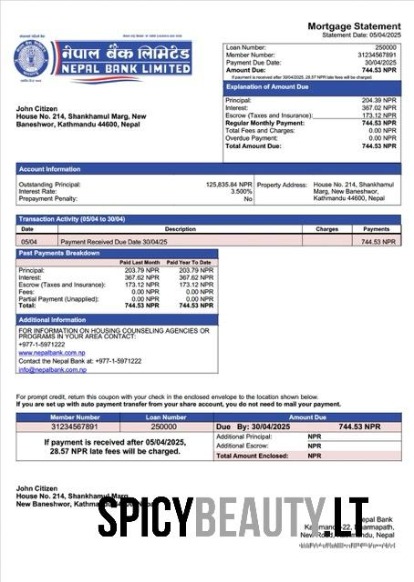 Mortgage Statement
Statement Date: 05/04/2025
नेपाल बैंक लिमिटेड
NEPAL BANK LIMITED
Loan Number: 250000
Member Number: 31234567891
Payment Due Date: 30/04/2025
Amount Due: 744.53 NPR
If payment is received after 30/04/2025, 28.57 NPR late fees will be charged.
Explanation of Amount Due
Principal: 204.39 NPR
Interest: 367.02 NPR
Escrow (Taxes and Insurance): 173.12 NPR
Regular Monthly Payment: 744.53 NPR
Total Fees and Charges: 0.00 NPR
Overdue Payment: 0.00 NPR
Total Amount Due: 744.53 NPR
John Citizen
House No. 214, Shankhamul Marg, New
Baneshwor, Kathmandu 44600, Nepal
Account Information
Outstanding Principal: 125,835.84 NPR
Interest Rate: 3.500%
Prepayment Penalty: No
Property Address: House No. 214, Shankhamul
Marg, New Baneshwor,
Kathmandu 44600, Nepal
Transaction Activity (05/04 to 30/04)
Date Description Charges Payments
05/04 Payment Received Due Date 30/04/25 744.53 NPR
Past Payments Breakdown
Paid Last Month Paid Year To Date
Principal: 203.79 NPR 203.79 NPR
Interest: 367.62 NPR 367.62 NPR
Escrow (Taxes and Insurance): 173.12 NPR 173.12 NPR
Fees: 0.00 NPR 0.00 NPR
Partial Payment (Unapplied): 0.00 NPR 0.00 NPR
Total: 744.53 NPR 744.53 NPR
Additional Information
FOR INFORMATION ON HOUSING COUNSELING AGENCIES OR
PROGRAMS IN YOUR AREA CONTACT:
+977-1-5971222
www.nepalbank.com.np
Contact the Nepal Bank at: +977-1-5971222
info@nepalbank.com.np
For prompt credit, return this coupon with your check in the enclosed envelope to the location shown below.
If you are set up with auto payment transfer from your share account, you do not need to mail your payment.
Member Number Loan Number Amount Due
31234567891 250000 Due By: 30/04/2025 744.53 NPR
If payment is received after 05/04/2025,
28.57 NPR late fees will be charged.
Additional Principal: NPR
Additional Escrow: NPR
Total Amount Enclosed: NPR
John Citizen
House No. 214, Shankhamul Marg
New Baneshwor,
SPICYBEAUTY.LT
Nepal Bank
Nepal